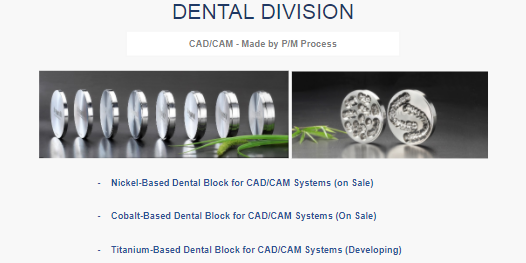 DENTAL DIVISION
CAD/CAM - Made by P/M Process
- Nickel-Based Dental Block for CAD/CAM Systems (on Sale)
- Cobalt-Based Dental Block for CAD/CAM Systems (On Sale)
- Titanium-Based Dental Block for CAD/CAM Systems (Developing)